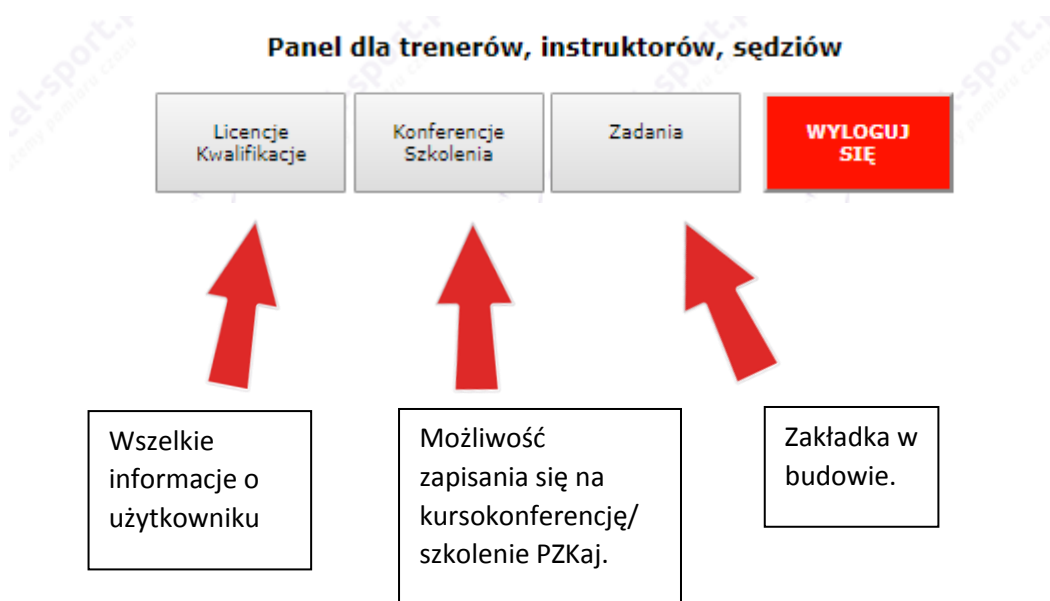 Panel dla trenerów, instruktorów, sędziów
Licencje
Kwalifikacje
Konferencje
Szkolenia
Zadania
WYLOGUJ
SIĘ
Wszelkie
informacje o
użytkowniku
Możliwość
zapisania się na
kursokonferencję/
szkolenie PZKaj.
Zakładka w
budowie.